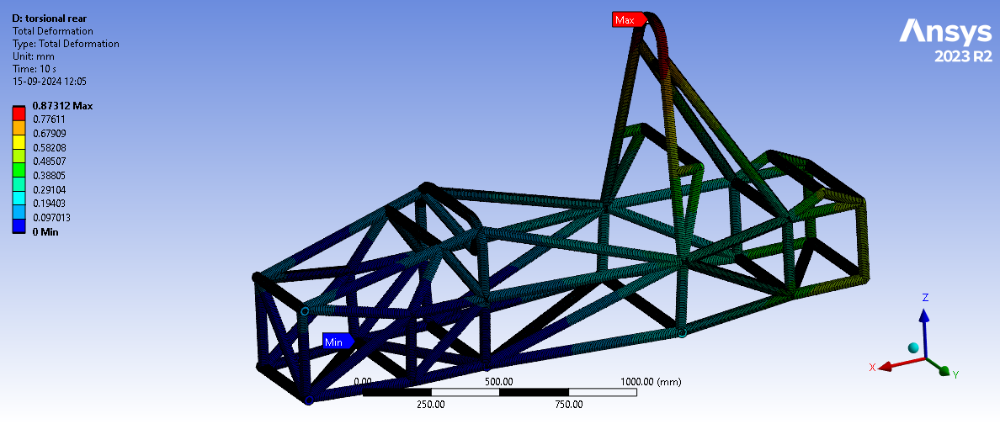 D: torsional rear
Total Deformation
Type: Total Deformation
Unit: mm
Time: 10 s
15-09-2024 12:05
0.87312 Max
0.77611
0.67909
0.58208
0.48507
0.38805
0.29104
0.19403
0.097013
0 Min
Max
Ansys
2023 R2
Min
0.00 500.00 1000.00 (mm)
250.00 750.00
Z
X
Y